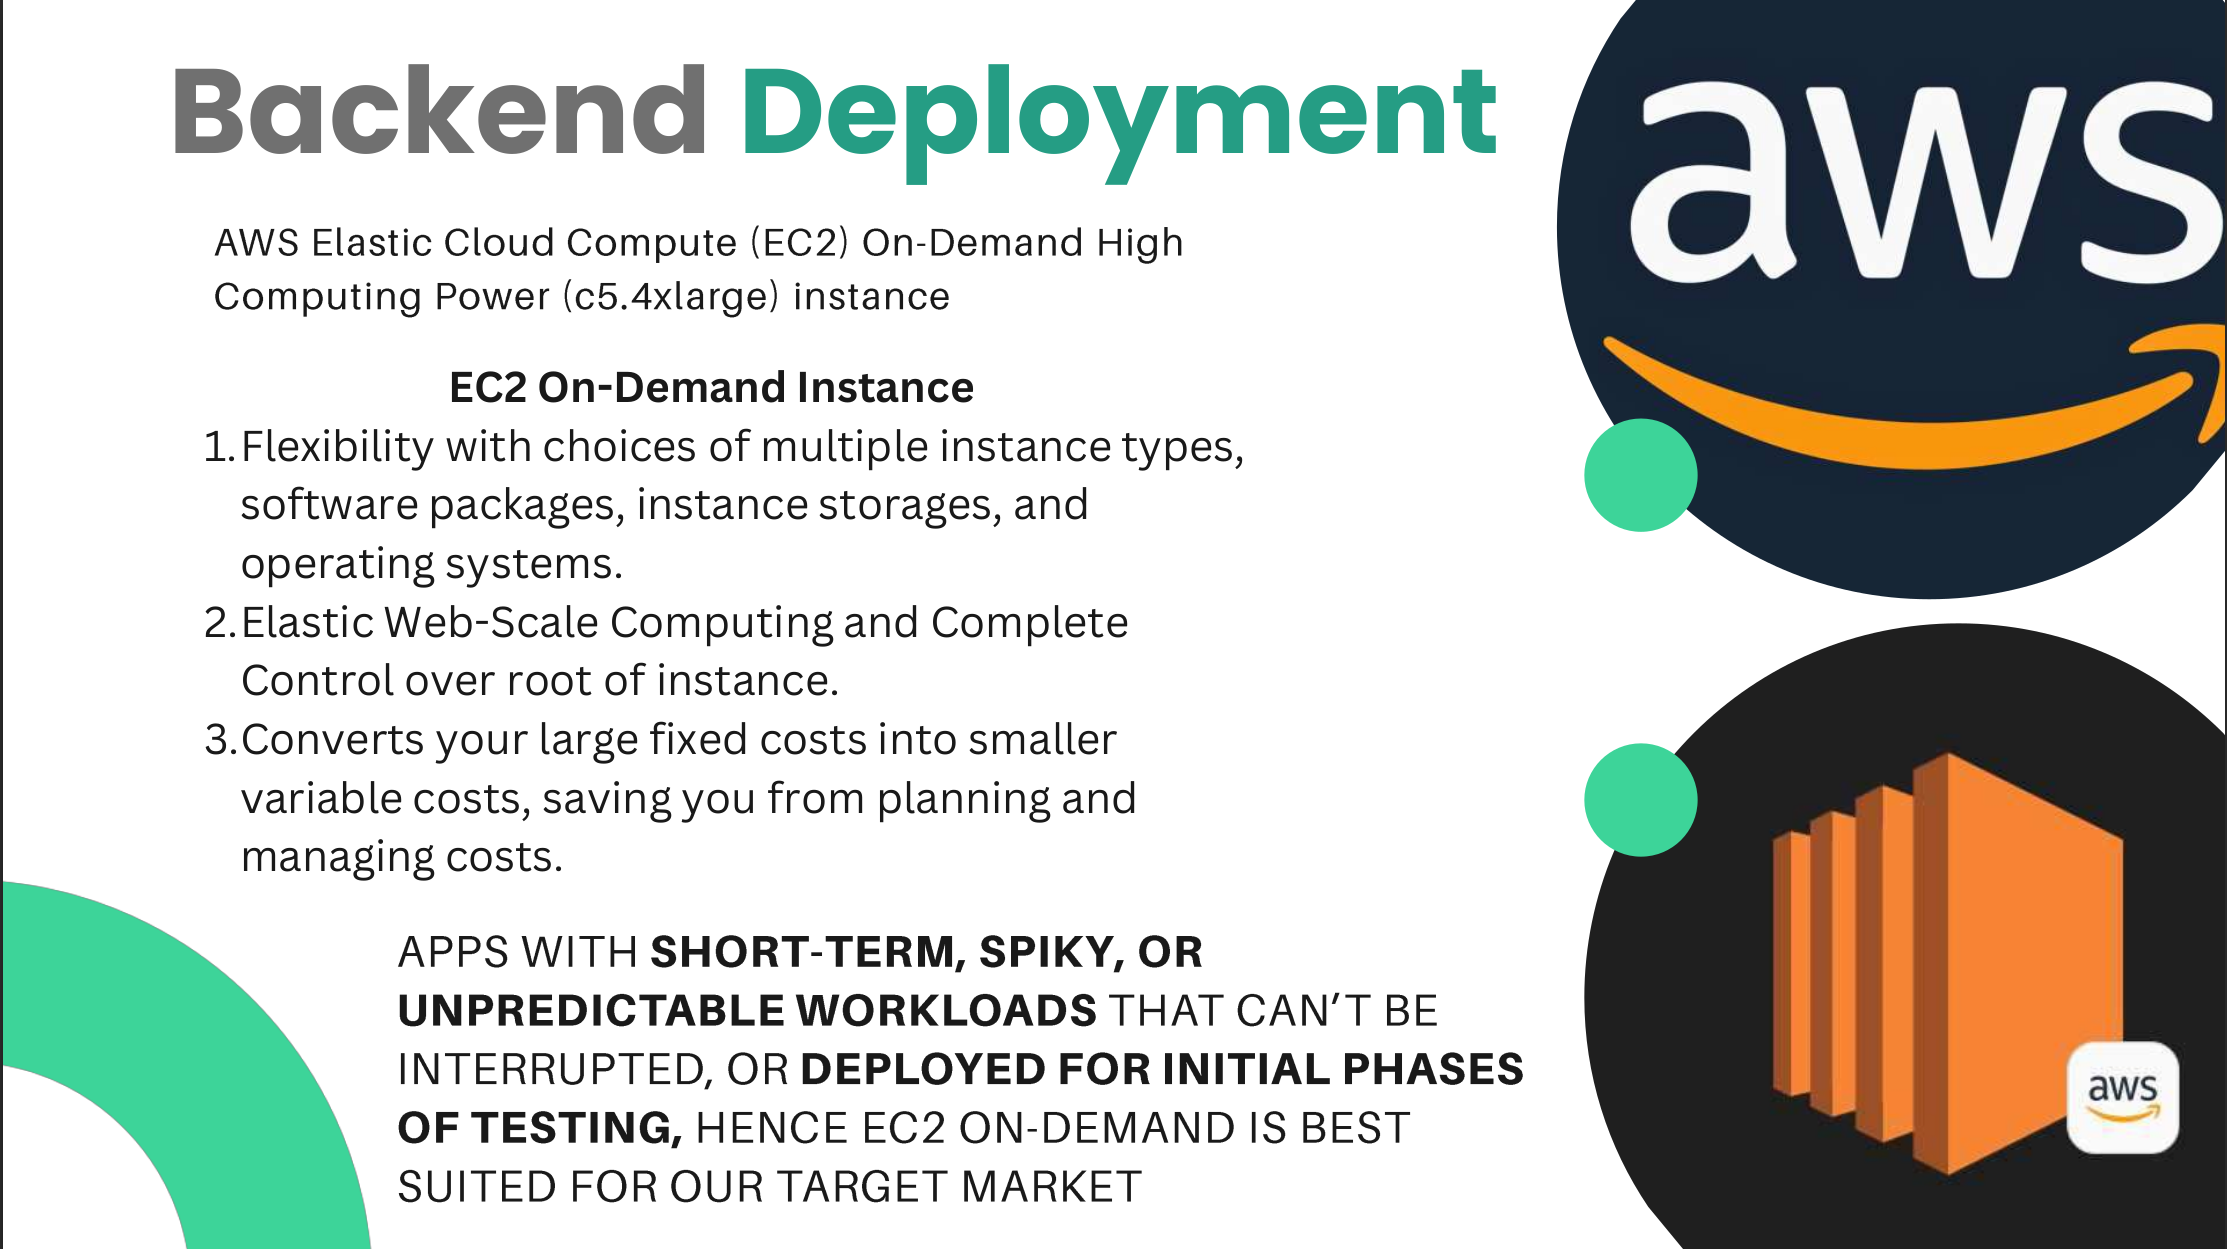 Backend Deployment
aws
AWS Elastic Cloud Compute (EC2) On-Demand High
Computing Power (c5.4xlarge) instance
EC2 On-Demand Instance
1. Flexibility with choices of multiple instance types,
software packages, instance storages, and
operating systems.
2. Elastic Web-Scale Computing and Complete
Control over root of instance.
3. Converts your large fixed costs into smaller
variable costs, saving you from planning and
managing costs.
APPS WITH SHORT-TERM, SPIKY, OR
UNPREDICTABLE WORKLOADS THAT CAN'T BE
INTERRUPTED, OR DEPLOYED FOR INITIAL PHASES
OF TESTING, HENCE EC2 ON-DEMAND IS BEST
SUITED FOR OUR TARGET MARKET
aws